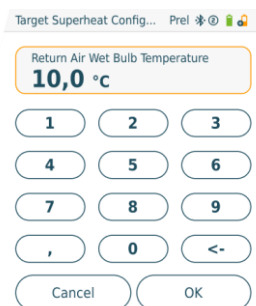 Target Superheat Config... Prel
Return Air Wet Bulb Temperature
10,0 °C
1 2 3
4 5 6
7 8 9
, 0 <-
Cancel OK